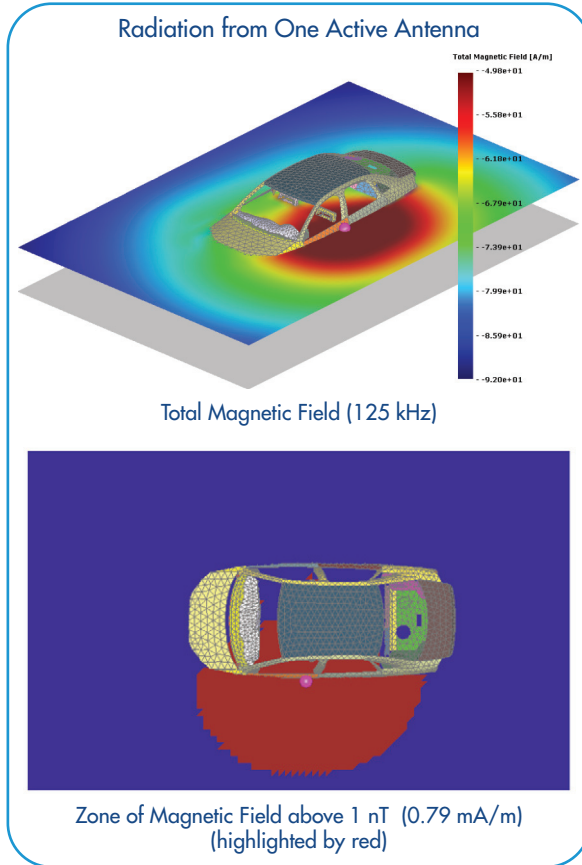 Radiation from One Active Antenna
Total Magnetic Field [A/m]
-4.98e+01
-5.58e+01
-6.18e+01
-6.79e+01
-7.39e+01
-7.99e+01
-8.59e+01
-9.20e+01
Total Magnetic Field (125 kHz)
Zone of Magnetic Field above 1 nT (0.79 mA/m)
(highlighted by red)